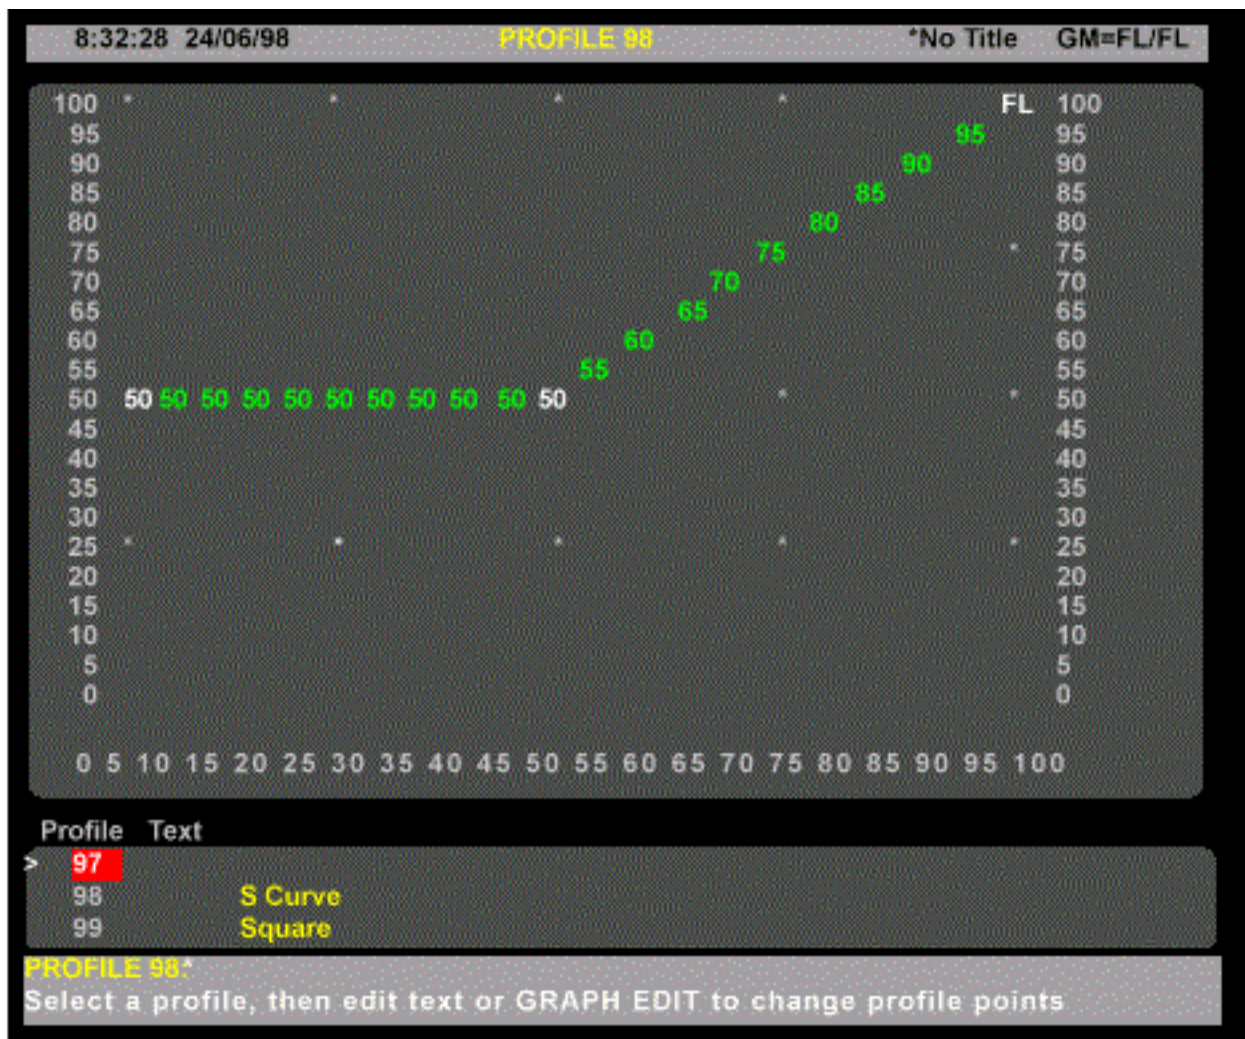 8:32:28 24/06/98 PROFILE 98 *No Title GM=FL/FL
100 * * * * FL 100
95 95 95
90 90 90
85 85 85
80 80 80
75 75 * 75
70 70 70
65 65 65
60 60 60
55 55 55
50 50 50 50 50 50 50 50 50 50 50 50 * * 50
45 45
40 40
35 35
30 30
25 * * * * * 25
20 20
15 15
10 10
5 5
0 0
0 5 10 15 20 25 30 35 40 45 50 55 60 65 70 75 80 85 90 95 100
Profile Text
> 97
98 S Curve
99 Square
PROFILE 98:*
Select a profile, then edit text or GRAPH EDIT to change profile points